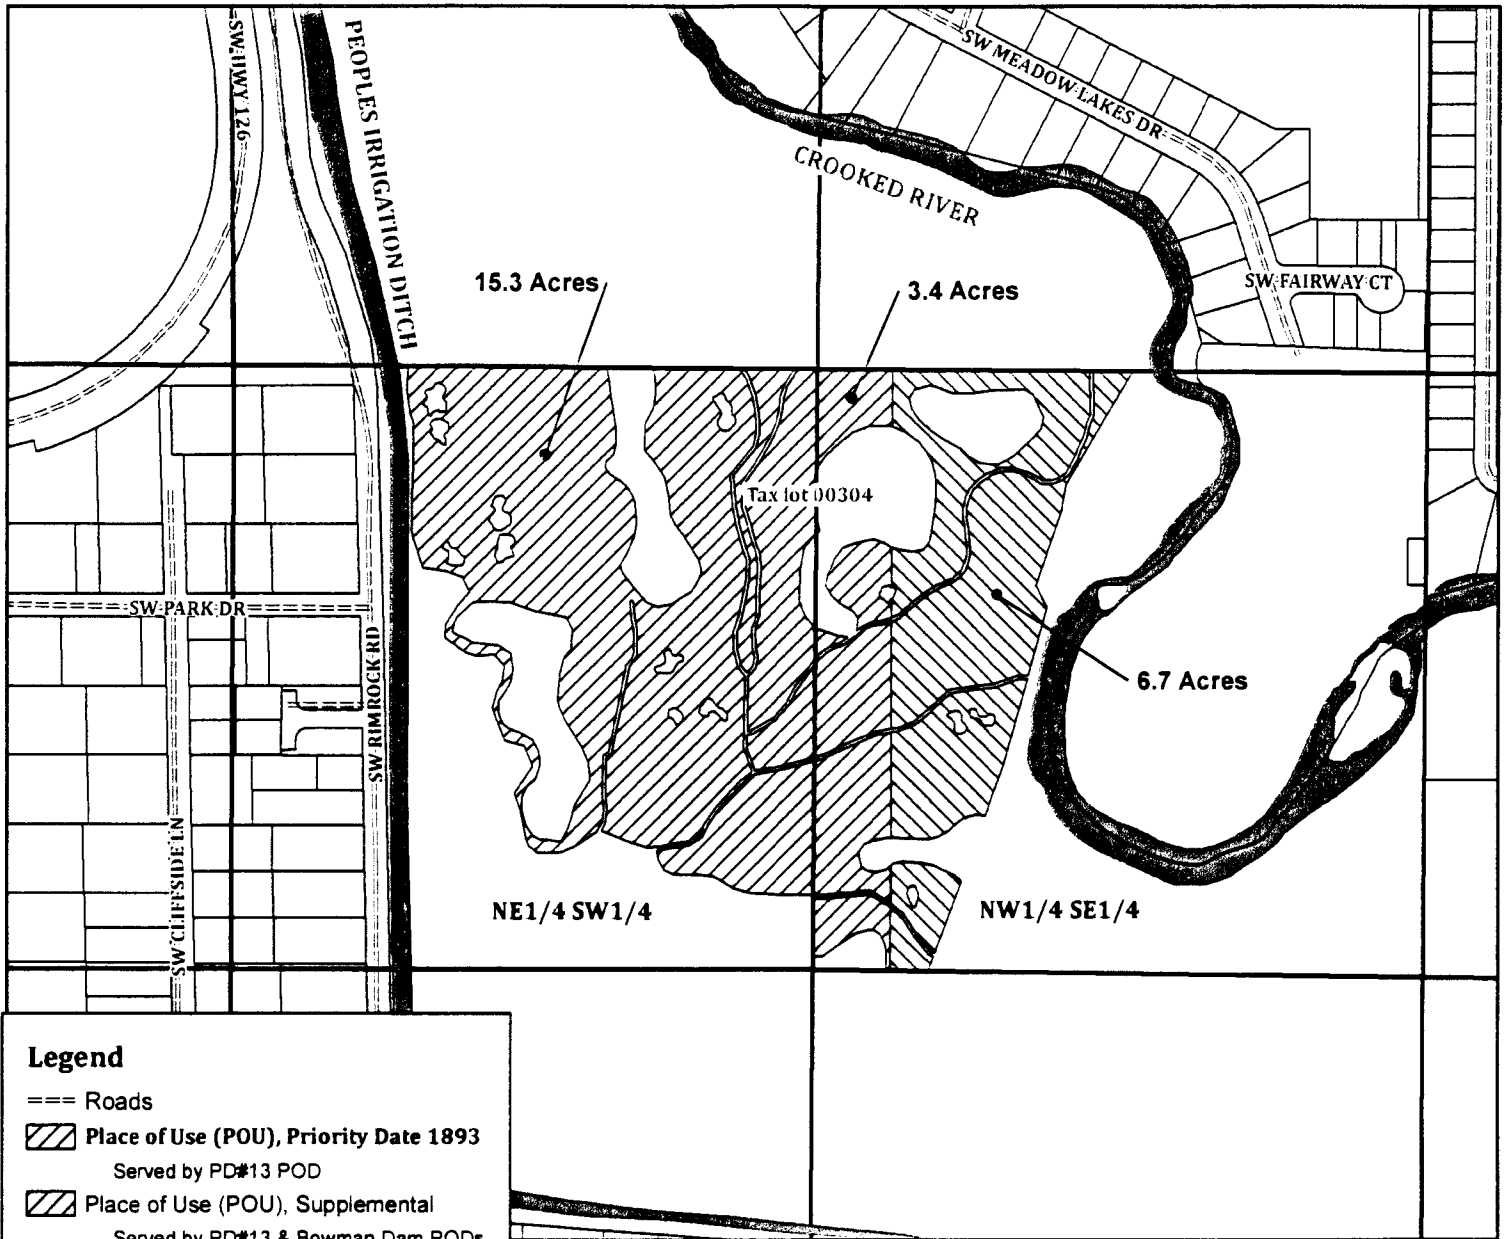 SW HWY 126
PEOPLES IRRIGATION DITCH
SW MEADOW LAKES DR
CROOKED RIVER
SW FAIRWAY CT
15.3 Acres
3.4 Acres
Tax lot 00304
SW PARK DR
SW RIMROCK RD
6.7 Acres
SW CLIFFSIDE LN
NE1/4 SW1/4
NW1/4 SE1/4
Legend
=== Roads
Place of Use (POU), Priority Date 1893
Served by PD#13 POD
Place of Use (POU), Supplemental
Served by PD#13 & Bowman Dam PODs